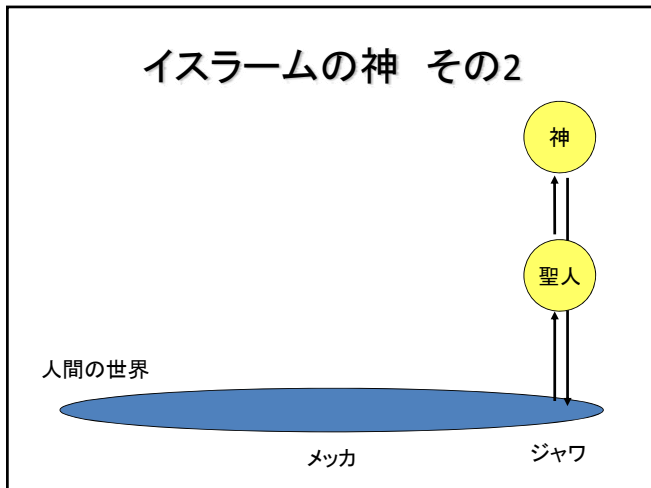 イスラームの神 その2
神
聖人
人間の世界
メッカ
ジャワ